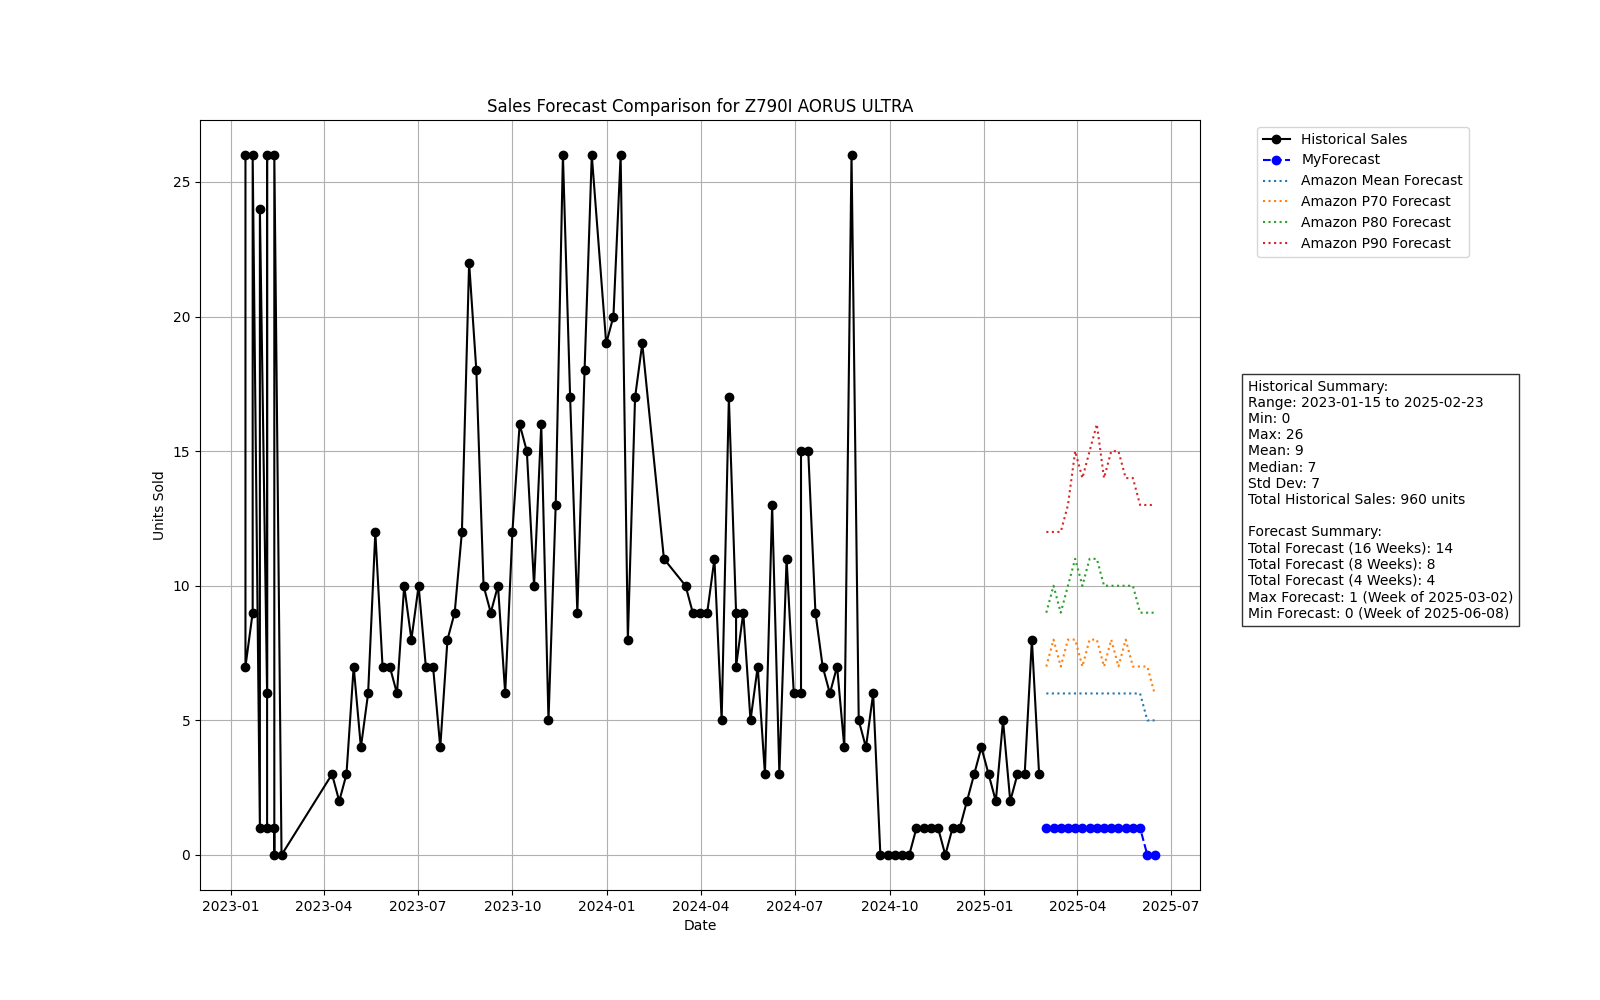 Sales Forecast Comparison for Z790I AORUS ULTRA
Units Sold
25
20
15
10
5
0
2023-01
2023-04
2023-07
2023-10
2024-01
2024-04
2024-07
2024-10
2025-01
2025-04
2025-07
Date
Historical Sales
MyForecast
Amazon Mean Forecast
Amazon P70 Forecast
Amazon P80 Forecast
Amazon P90 Forecast
Historical Summary:
Range: 2023-01-15 to 2025-02-23
Min: 0
Max: 26
Mean: 9
Median: 7
Std Dev: 7
Total Historical Sales: 960 units
Forecast Summary:
Total Forecast (16 Weeks): 14
Total Forecast (8 Weeks): 8
Total Forecast (4 Weeks): 4
Max Forecast: 1 (Week of 2025-03-02)
Min Forecast: 0 (Week of 2025-06-08)